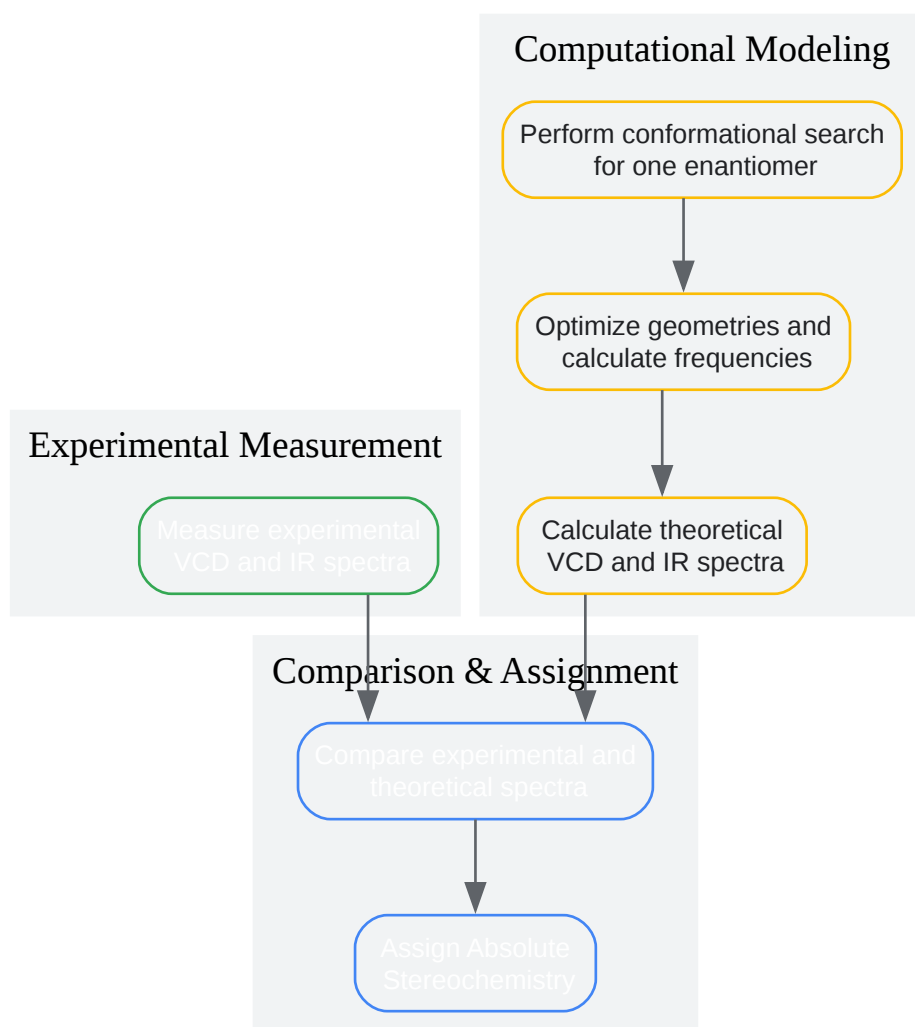 Computational Modeling
Perform conformational search
for one enantiomer
Optimize geometries and
calculate frequencies
Experimental Measurement
Measure experimental
VCD and IR spectra
Calculate theoretical
VCD and IR spectra
Comparison & Assignment
Compare experimental and
theoretical spectra
Assign Absolute
Stereochemistry